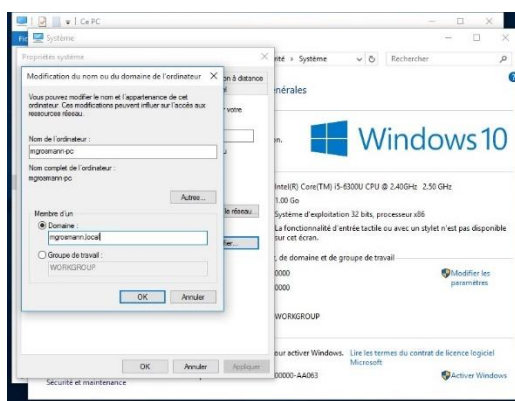 Ce PC
Système
Propriétés système
Modification du nom ou du domaine de l'ordinateur
Vous pouvez modifier le nom et l'appartenance de cet
ordinateur. Ces modifications peuvent influer sur l'accès aux
ressources réseau.
Nom de l'ordinateur :
mgrosmann-pc
Nom complet de l'ordinateur :
mgrosmann-pc
Autres...
Membre d'un
Domaine :
mgrosmann.local
Groupe de travail :
WORKGROUP
OK
Annuler
OK
Annuler
Appliquer
Sécurité et maintenance
on à distance
votre
le réseau...
rité > Système
Rechercher
énérales
Windows 10
Intel(R) Core(TM) i5-6300U CPU @ 2.40GHz 2.50 GHz
1.00 Go
Système d'exploitation 32 bits, processeur x86
La fonctionnalité d'entrée tactile ou avec un stylet n'est pas disponible
sur cet écran.
, de domaine et de groupe de travail
Modifier les
paramètres
WORKGROUP
our activer Windows. Lire les termes du contrat de licence logiciel
Microsoft
00000-AA063
Activer Windows